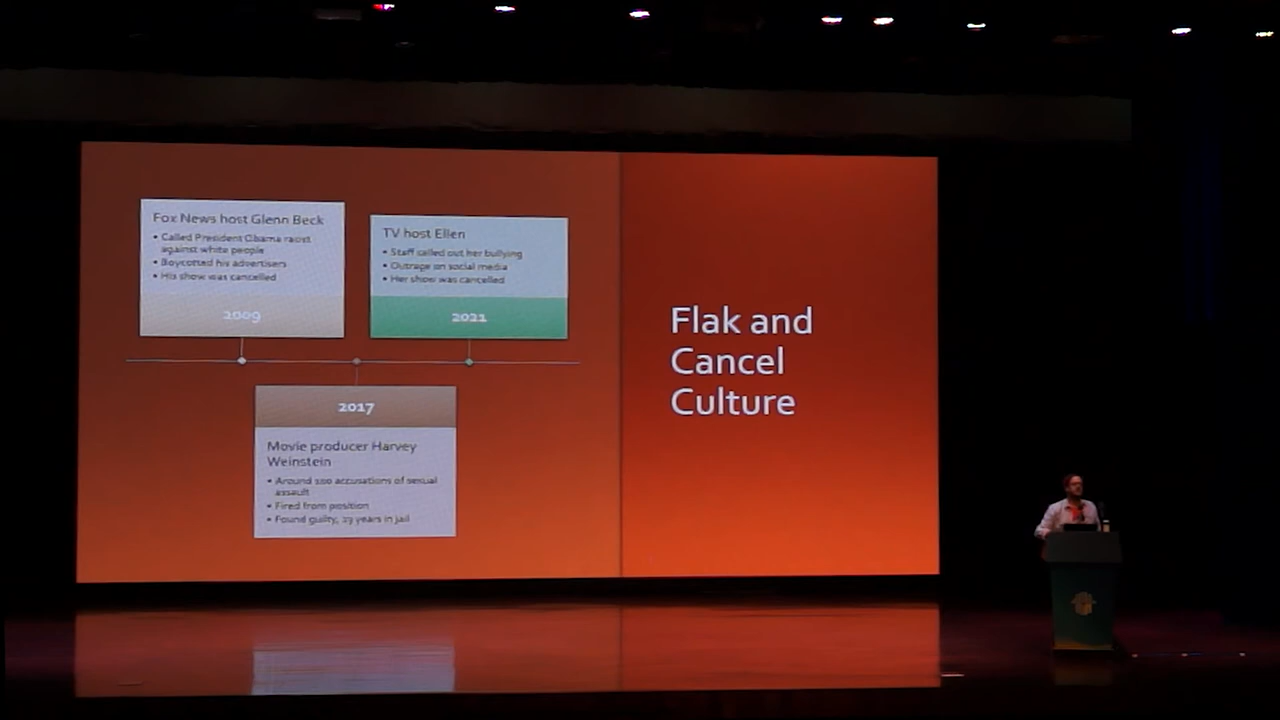 Fox News host Glenn Beck
• Called President Obama racist
against white people
• Boycotted his advertisers
• His show was cancelled
2009
TV host Ellen
• Staff called out her bullying
• Outrage on social media
• Her show was cancelled
2021
2017
Movie producer Harvey
Weinstein
• Around 100 accusations of sexual
assault
• Fired from position
• Found guilty, 23 years in jail
Flak and
Cancel
Culture